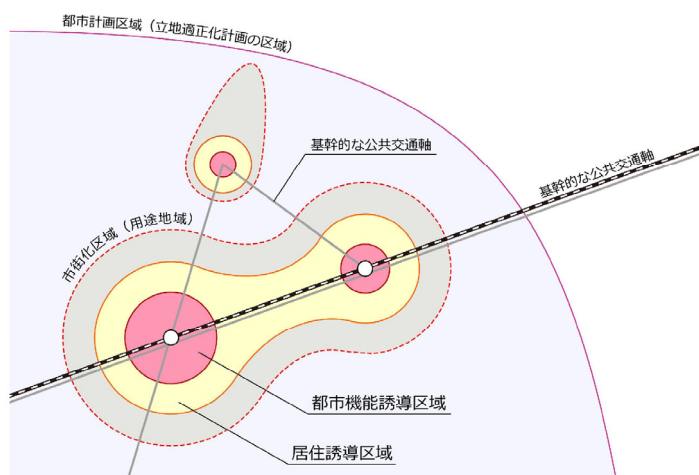 都市計画区域（立地適正化計画の区域）
基幹的な公共交通軸
基幹的な公共交通軸
市街化区域（用途地域）
都市機能誘導区域
居住誘導区域